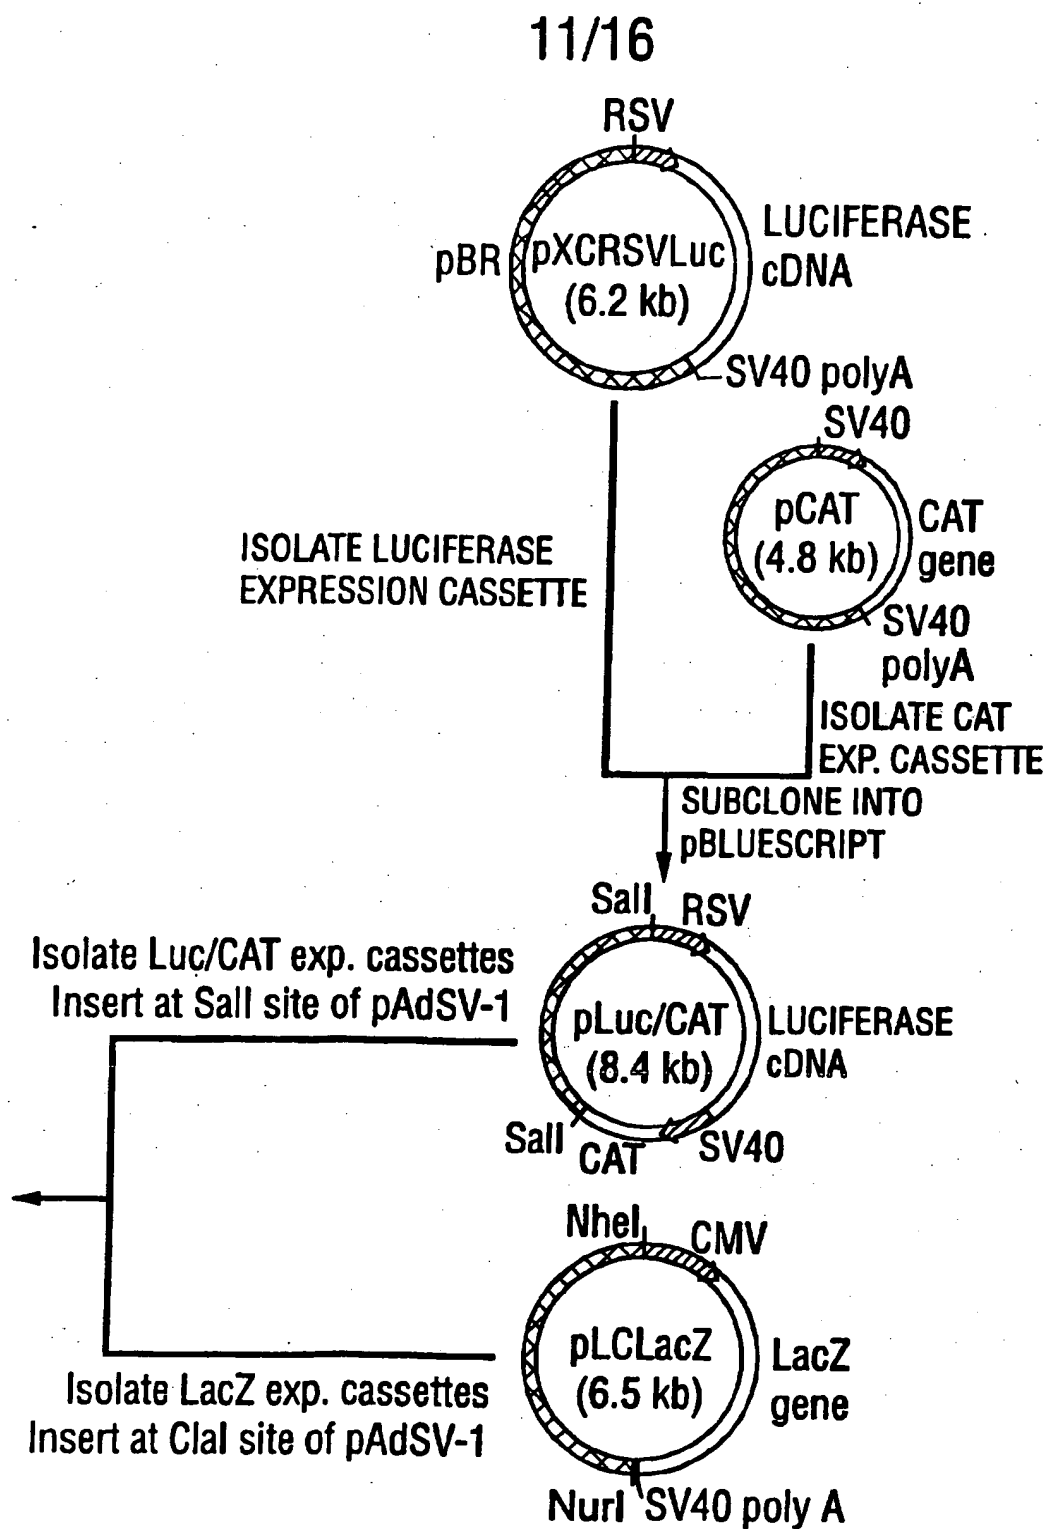 11/16
RSV
LUCIFERASE
cDNA
pBR
pXCRSVLuc
(6.2 kb)
SV40 polyA
SV40
pCAT
(4.8 kb)
CAT
gene
SV40
polyA
ISOLATE LUCIFERASE
EXPRESSION CASSETTE
ISOLATE CAT
EXP. CASSETTE
SUBCLONE INTO
pBLUESCRIPT
SalI
RSV
Isolate Luc/CAT exp. cassettes
Insert at SalI site of pAdSV-1
pLuc/CAT
(8.4 kb)
LUCIFERASE
cDNA
SalI
CAT
SV40
NheI
CMV
pLCLacZ
(6.5 kb)
LacZ
gene
Isolate LacZ exp. cassettes
Insert at ClaI site of pAdSV-1
NurI
SV40 poly A